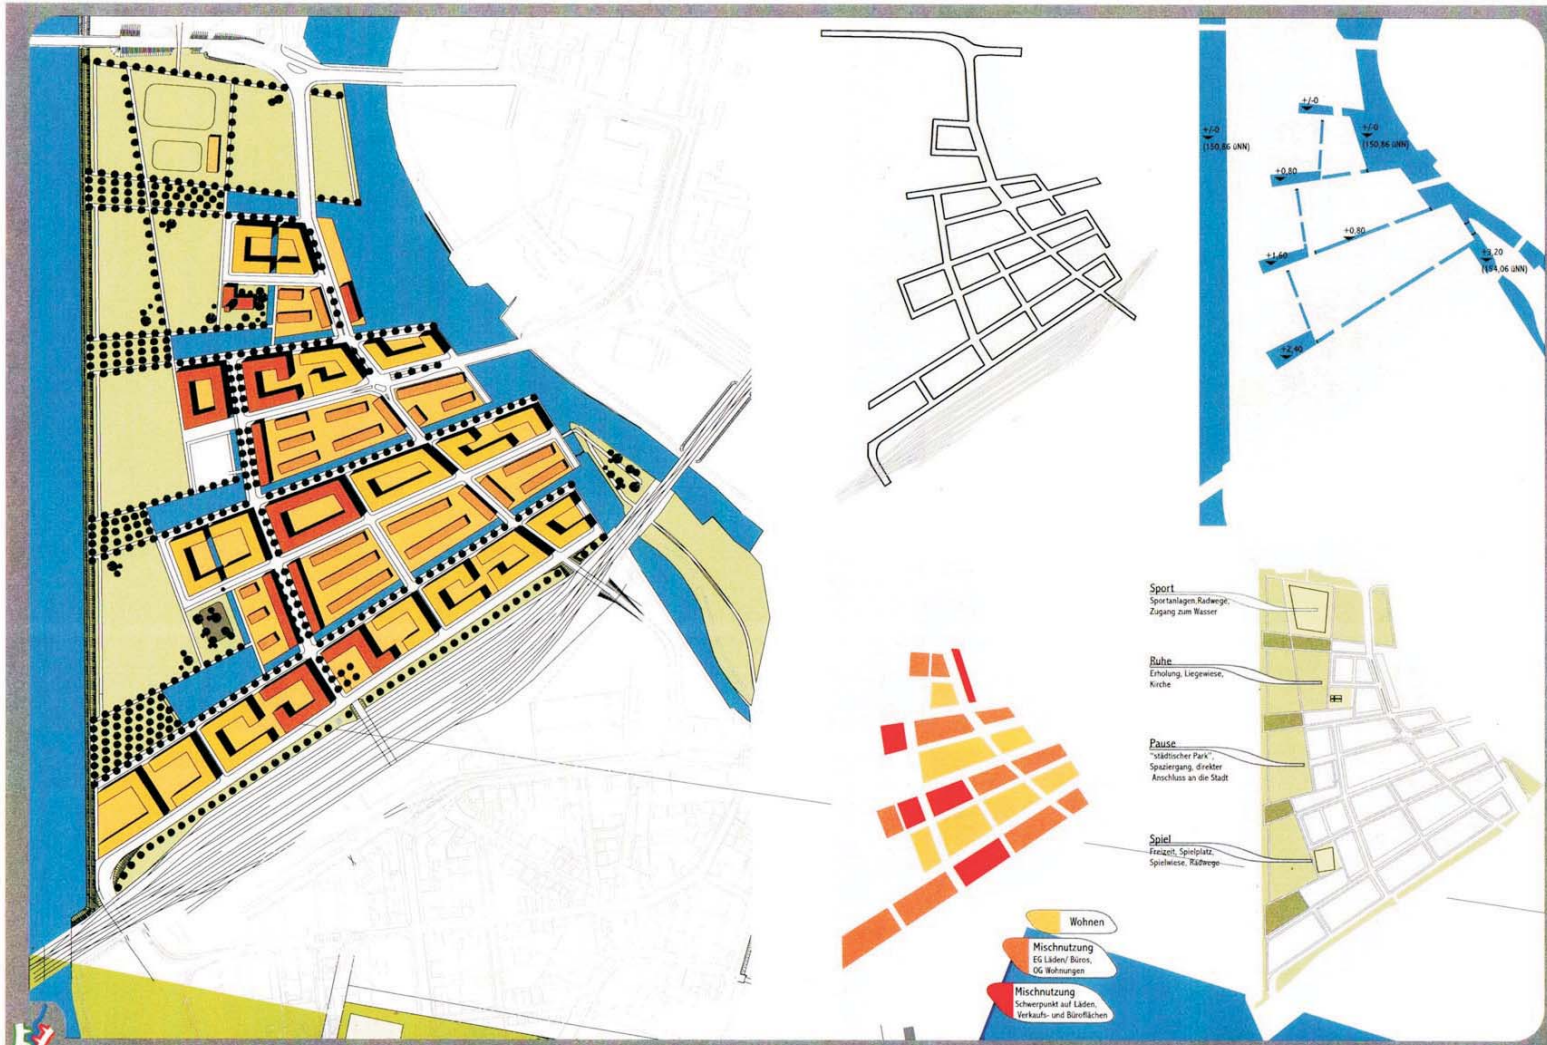 +/-0
(150,86 üNN)
+/-0
+/-0
(150,86 üNN)
+0,80
+0,80
+1,60
+3,20
(154,06 üNN)
+2,40
Sport
Sportanlagen,Radwege,
Zugang zum Wasser
Ruhe
Erholung, Liegewiese,
Kirche
Pause
"städtischer Park",
Spaziergang, direkter
Anschluss an die Stadt
Spiel
Freizeit, Spielplatz,
Spielwiese, Radwege
Wohnen
Mischnutzung
EG Läden/ Büros,
OG Wohnungen
Mischnutzung
Schwerpunkt auf Läden,
Verkaufs- und Büroflächen